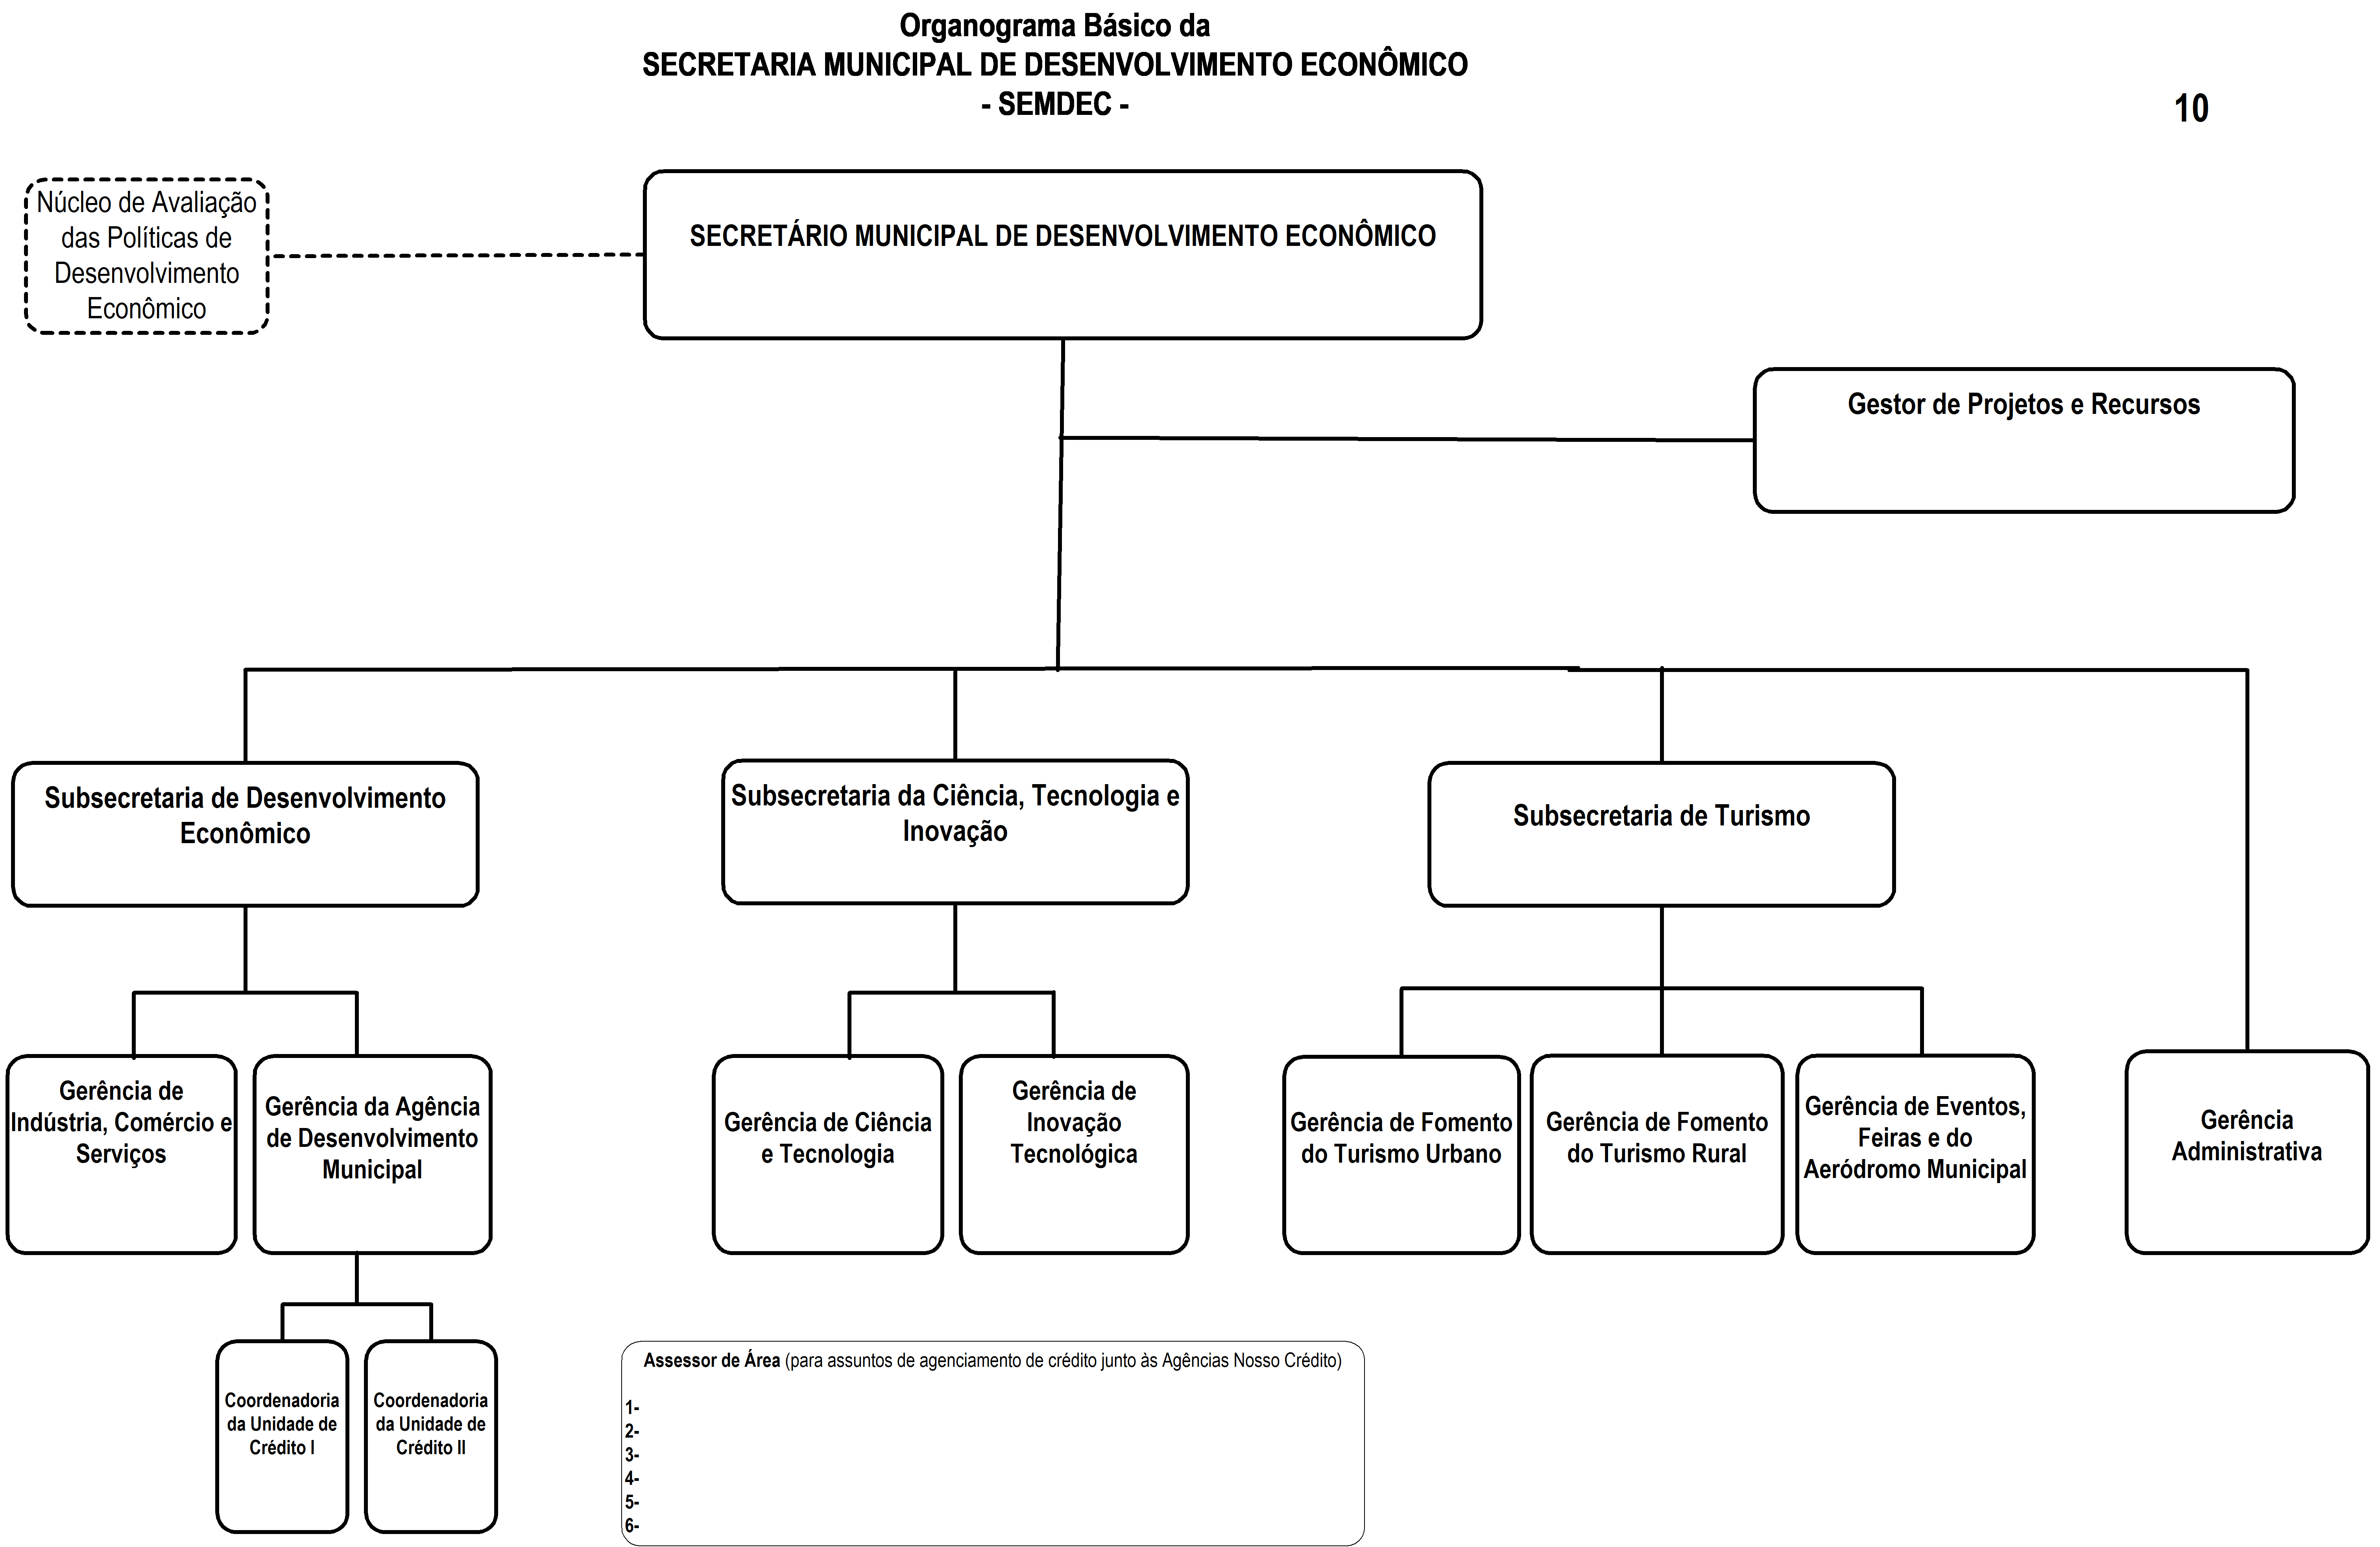 Organograma Básico da
SECRETARIA MUNICIPAL DE DESENVOLVIMENTO ECONÔMICO
- SEMDEC -
10
Núcleo de Avaliação
das Políticas de
Desenvolvimento
Econômico
SECRETÁRIO MUNICIPAL DE DESENVOLVIMENTO ECONÔMICO
Gestor de Projetos e Recursos
Subsecretaria de Desenvolvimento
Econômico
Subsecretaria da Ciência, Tecnologia e
Inovação
Subsecretaria de Turismo
Gerência de
Indústria, Comércio e
Serviços
Gerência da Agência
de Desenvolvimento
Municipal
Gerência de Ciência
e Tecnologia
Gerência de
Inovação
Tecnológica
Gerência de Fomento
do Turismo Urbano
Gerência de Fomento
do Turismo Rural
Gerência de Eventos,
Feiras e do
Aeródromo Municipal
Gerência
Administrativa
Coordenadoria
da Unidade de
Crédito I
Coordenadoria
da Unidade de
Crédito II
Assessor de Área (para assuntos de agenciamento de crédito junto às Agências Nosso Crédito)
1-
2-
3-
4-
5-
6-